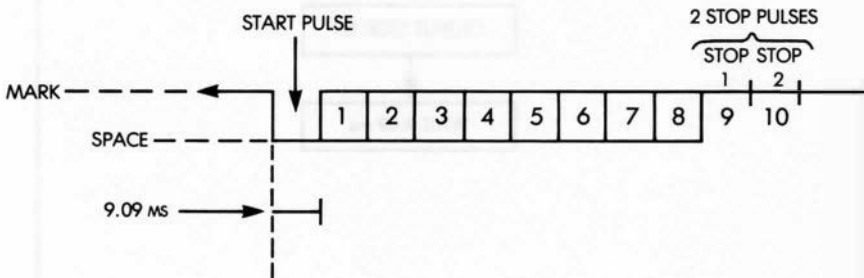 2 STOP PULSES
START PULSE
STOP STOP
1 2
MARK
1 2 3 4 5 6 7 8 9 10
SPACE
9.09 MS